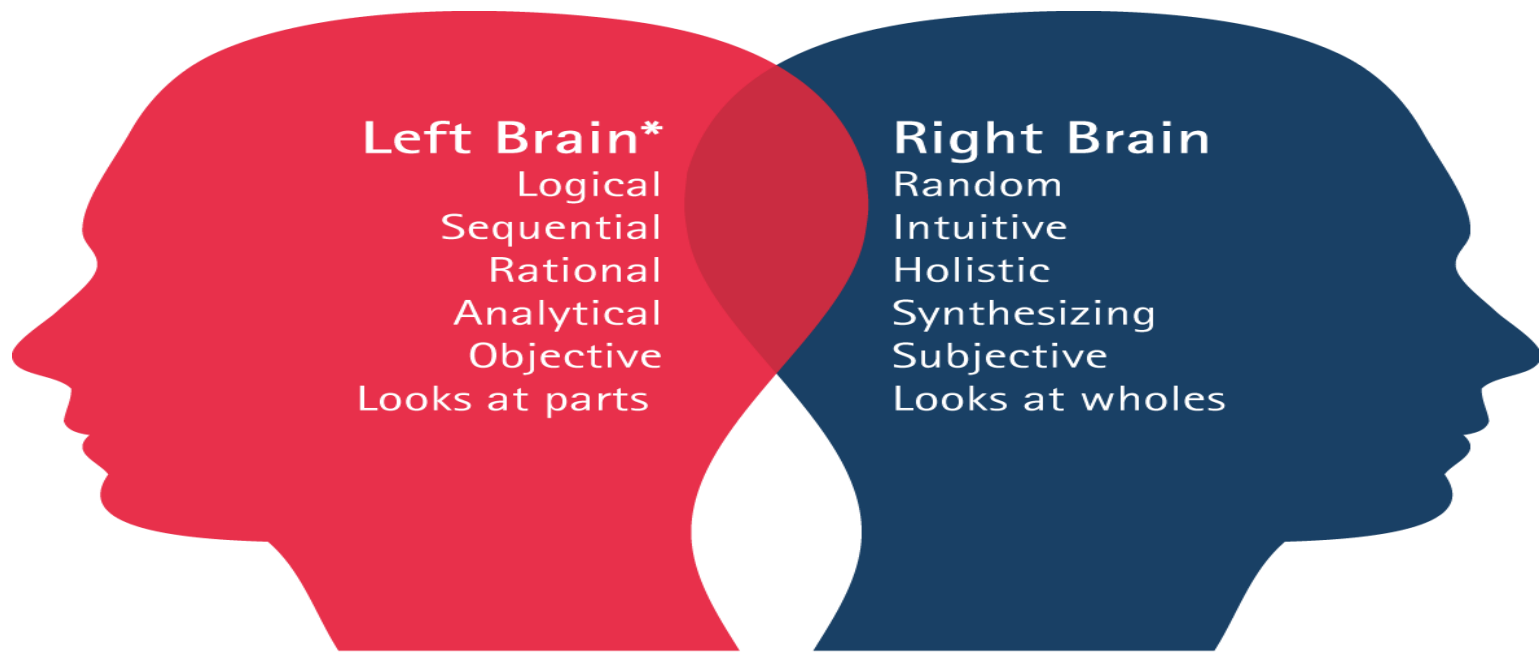 Left Brain*
Logical
Sequential
Rational
Analytical
Objective
Looks at parts
Right Brain
Random
Intuitive
Holistic
Synthesizing
Subjective
Looks at wholes